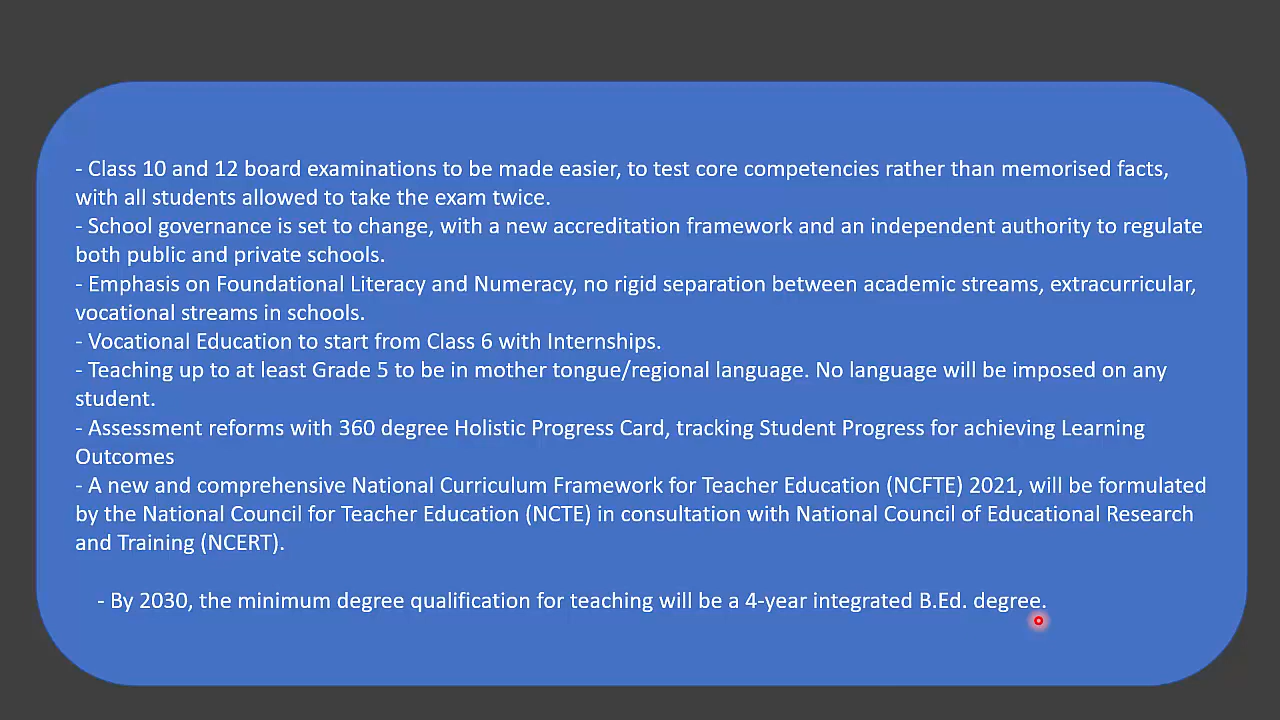 - Class 10 and 12 board examinations to be made easier, to test core competencies rather than memorised facts,
with all students allowed to take the exam twice.
- School governance is set to change, with a new accreditation framework and an independent authority to regulate
both public and private schools.
- Emphasis on Foundational Literacy and Numeracy, no rigid separation between academic streams, extracurricular,
vocational streams in schools.
- Vocational Education to start from Class 6 with Internships.
- Teaching up to at least Grade 5 to be in mother tongue/regional language. No language will be imposed on any
student.
- Assessment reforms with 360 degree Holistic Progress Card, tracking Student Progress for achieving Learning
Outcomes
- A new and comprehensive National Curriculum Framework for Teacher Education (NCFTE) 2021, will be formulated
by the National Council for Teacher Education (NCTE) in consultation with National Council of Educational Research
and Training (NCERT).
- By 2030, the minimum degree qualification for teaching will be a 4-year integrated B.Ed. degree.